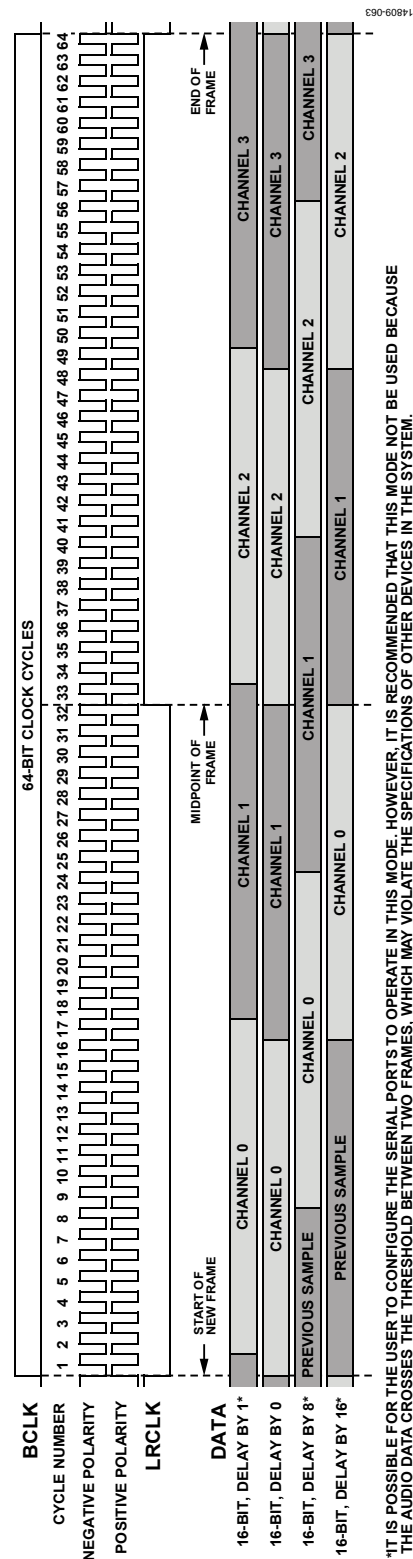 64-BIT CLOCK CYCLES
BCLK
CYCLE NUMBER 1 2 3 4 5 6 7 8 9 10 11 12 13 14 15 16 17 18 19 20 21 22 23 24 25 26 27 28 29 30 31 32 33 34 35 36 37 38 39 40 41 42 43 44 45 46 47 48 49 50 51 52 53 54 55 56 57 58 59 60 61 62 63 64
NEGATIVE POLARITY
POSITIVE POLARITY
LRCLK
START OF
NEW FRAME
MIDPOINT OF
FRAME
END OF
FRAME
DATA
16-BIT, DELAY BY 1* CHANNEL 0 CHANNEL 1 CHANNEL 2 CHANNEL 3
16-BIT, DELAY BY 0 CHANNEL 0 CHANNEL 1 CHANNEL 2 CHANNEL 3
16-BIT, DELAY BY 8* PREVIOUS SAMPLE CHANNEL 0 CHANNEL 1 CHANNEL 2 CHANNEL 3
16-BIT, DELAY BY 16* PREVIOUS SAMPLE CHANNEL 0 CHANNEL 1 CHANNEL 2
*IT IS POSSIBLE FOR THE USER TO CONFIGURE THE SERIAL PORTS TO OPERATE IN THIS MODE. HOWEVER, IT IS RECOMMENDED THAT THIS MODE NOT BE USED BECAUSE
THE AUDIO DATA CROSSES THE THRESHOLD BETWEEN TWO FRAMES, WHICH MAY VIOLATE THE SPECIFICATIONS OF OTHER DEVICES IN THE SYSTEM.
14809-063